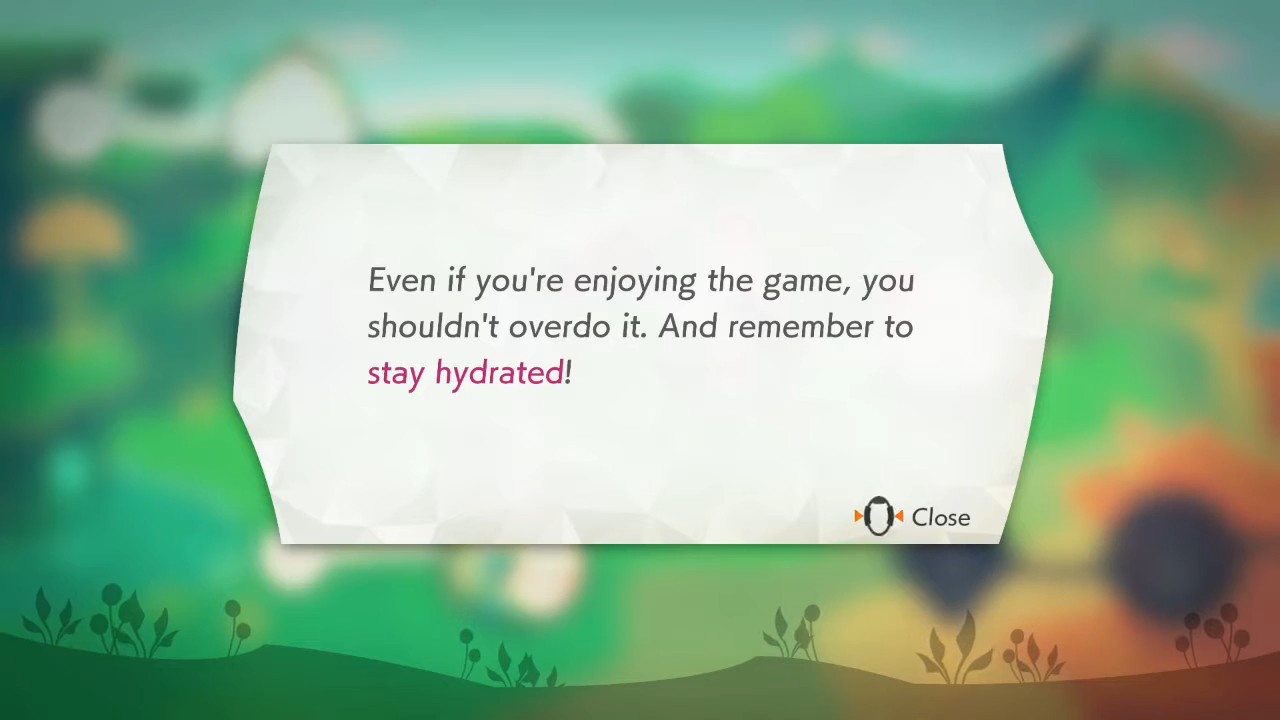 Even if you're enjoying the game, you
shouldn't overdo it. And remember to
stay hydrated!
Close